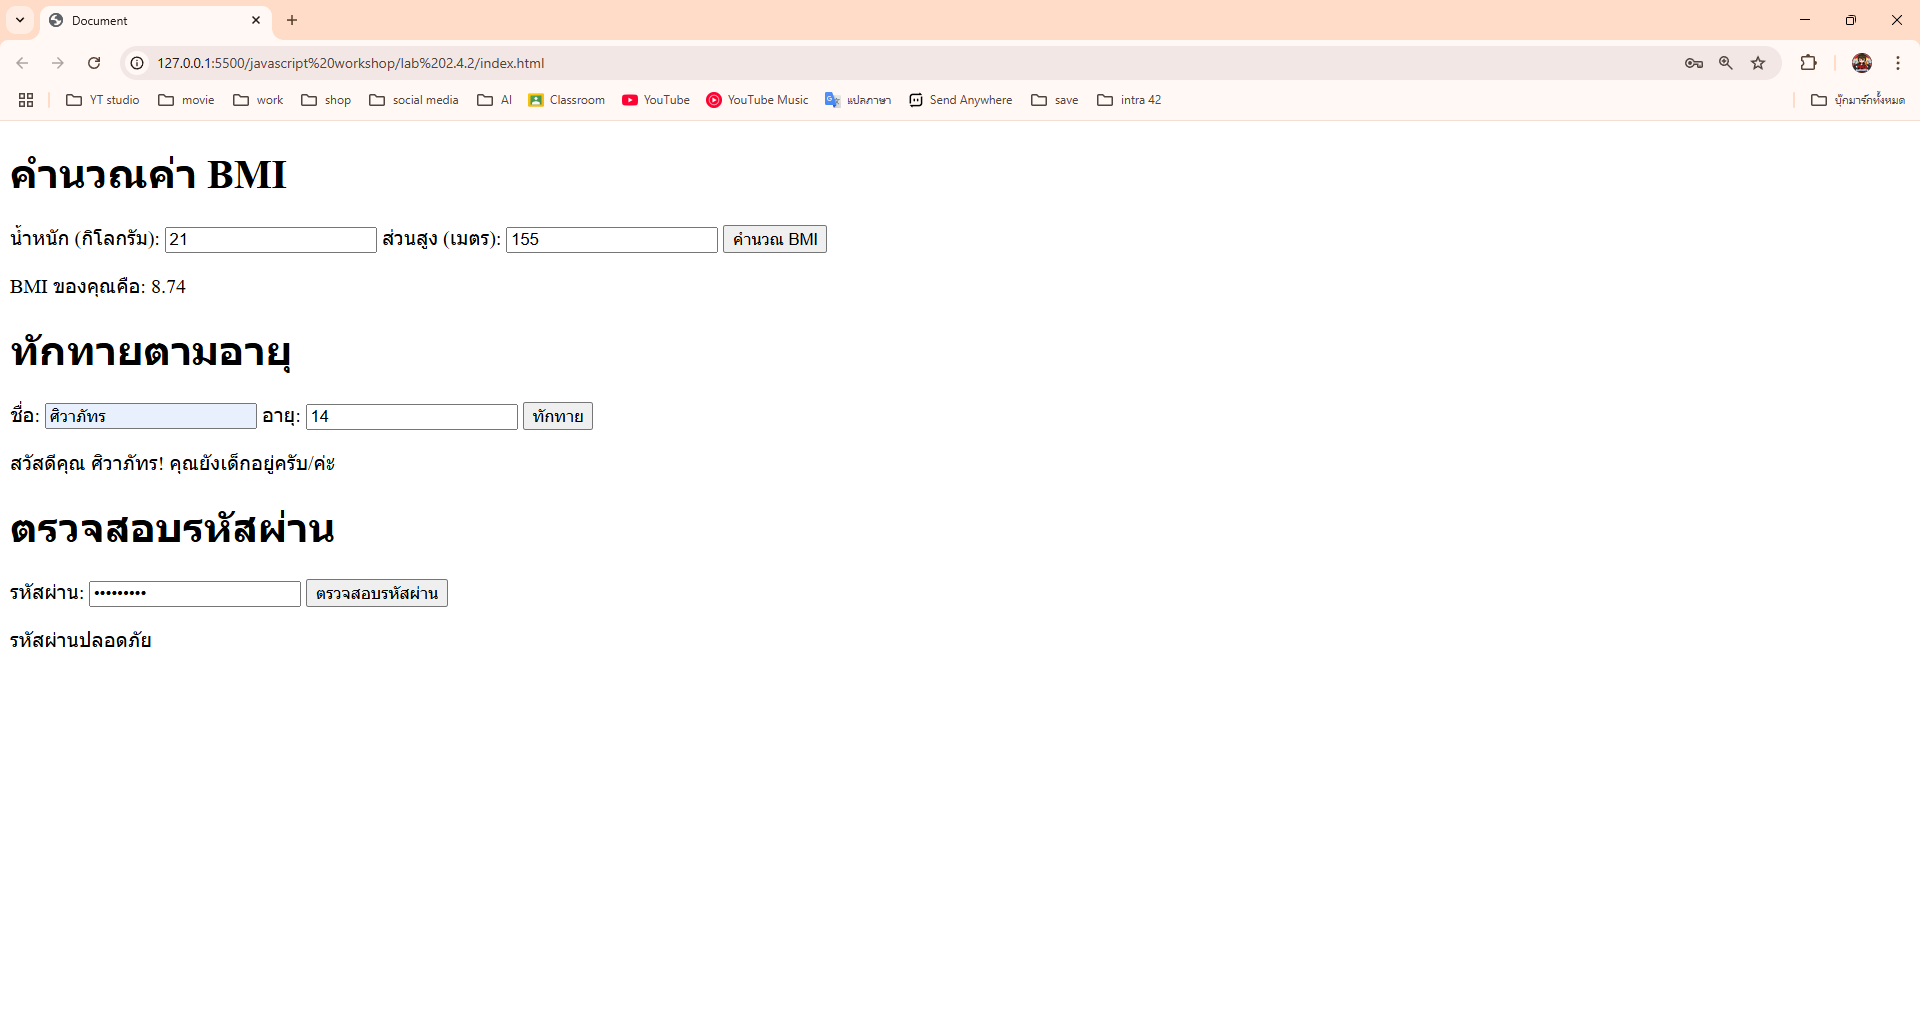 Document
127.0.0.1:5500/javascript%20workshop/lab%202.4.2/index.html
YT studio movie work shop social media AI Classroom YouTube YouTube Music แปลภาษา Send Anywhere save intra 42 บุ๊กมาร์กทั้งหมด
คำนวณค่า BMI
น้ำหนัก (กิโลกรัม): 21 ส่วนสูง (เมตร): 155 คำนวณ BMI
BMI ของคุณคือ: 8.74
ทักทายตามอายุ
ชื่อ: ศิวาภัทร อายุ: 14 ทักทาย
สวัสดีคุณ ศิวาภัทร! คุณยังเด็กอยู่ครับ/ค่ะ
ตรวจสอบรหัสผ่าน
รหัสผ่าน: ••••••••• ตรวจสอบรหัสผ่าน
รหัสผ่านปลอดภัย